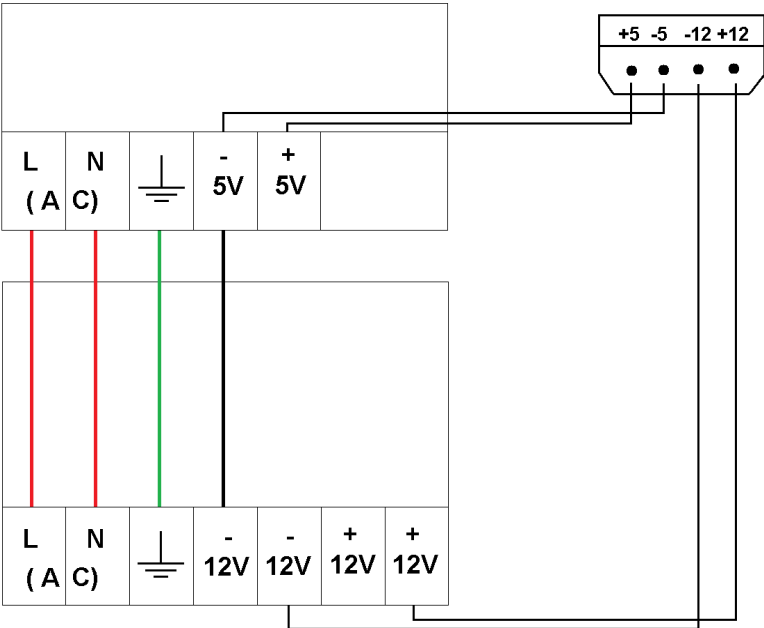 +5 -5 -12 +12
L N - +
( A C) 5V 5V
L N - - + +
( A C) 12V 12V 12V 12V